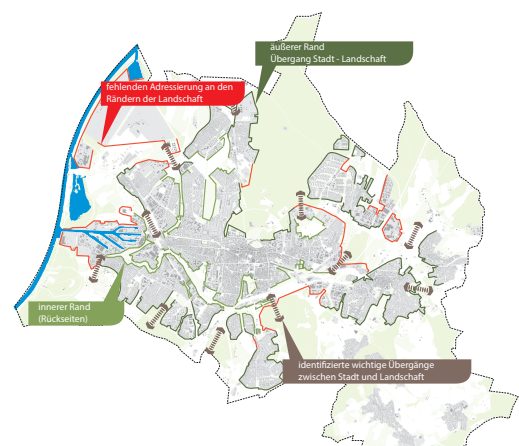 äußerer Rand
Übergang Stadt - Landschaft
fehlenden Adressierung an den
Rändern der Landschaft
innerer Rand
(Rückseiten)
identifizierte wichtige Übergänge
zwischen Stadt und Landschaft